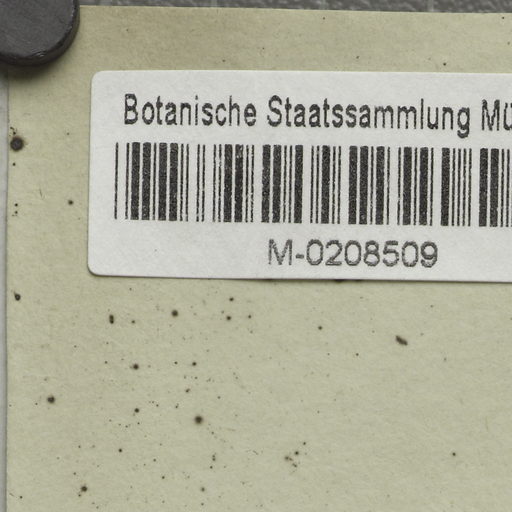 Botanische Staatssammlung Mü
M-0208509